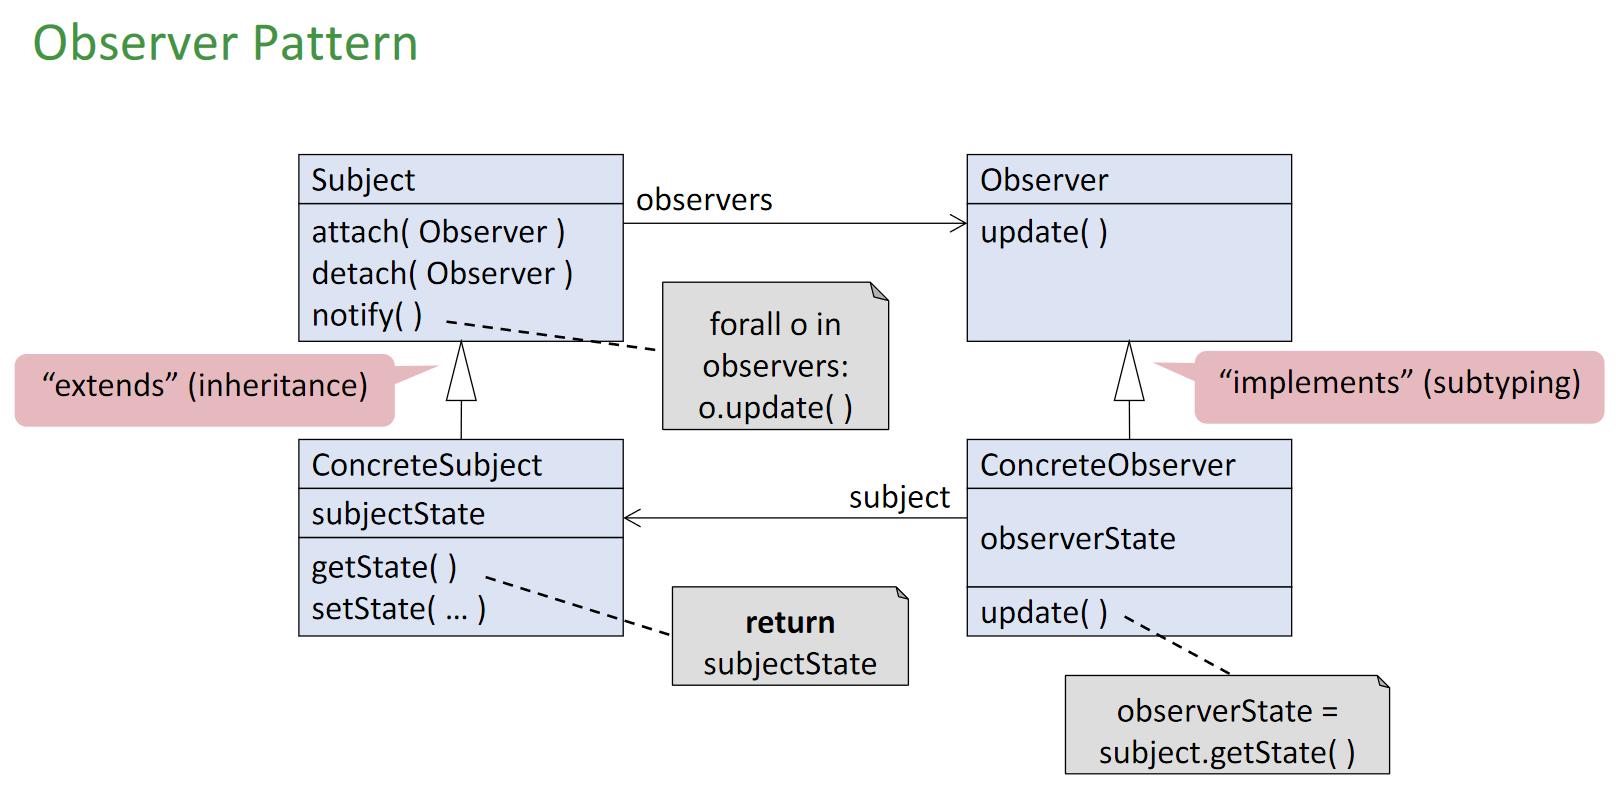 Observer Pattern
Subject
attach( Observer )
detach( Observer )
notify( )
observers
Observer
update( )
forall o in
observers:
o.update( )
“extends” (inheritance)
“implements” (subtyping)
ConcreteSubject
subjectState
getState( )
setState( ... )
subject
ConcreteObserver
observerState
update( )
return
subjectState
observerState =
subject.getState( )